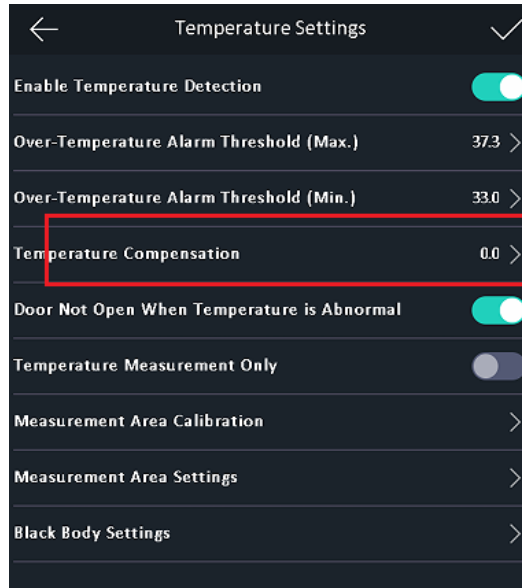 Temperature Settings
Enable Temperature Detection
Over-Temperature Alarm Threshold (Max.) 37.3
Over-Temperature Alarm Threshold (Min.) 33.0
Temperature Compensation 0.0
Door Not Open When Temperature is Abnormal
Temperature Measurement Only
Measurement Area Calibration
Measurement Area Settings
Black Body Settings